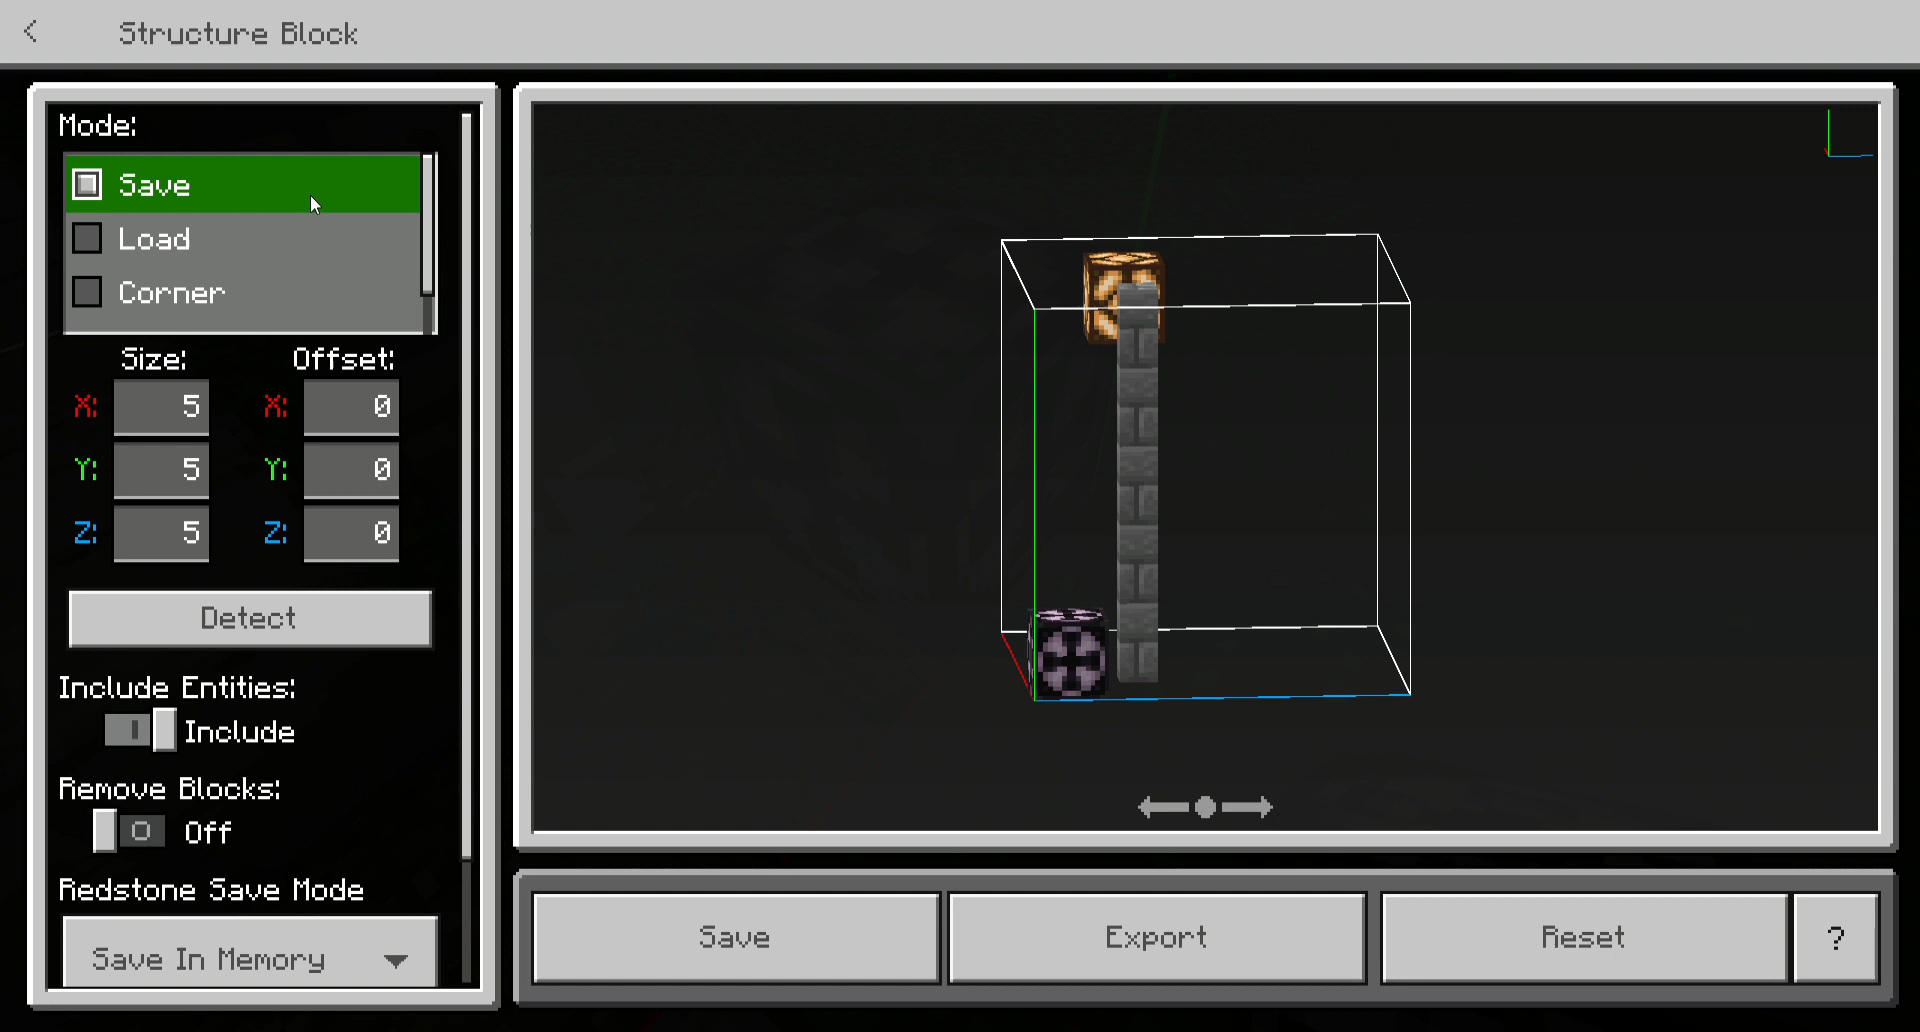 Structure Block
Mode:
Save
Load
Corner
Size: Offset:
X: 5 X: 0
Y: 5 Y: 0
Z: 5 Z: 0
Detect
Include Entities:
Include
Remove Blocks:
Off
Redstone Save Mode
Save In Memory
Save Export Reset ?